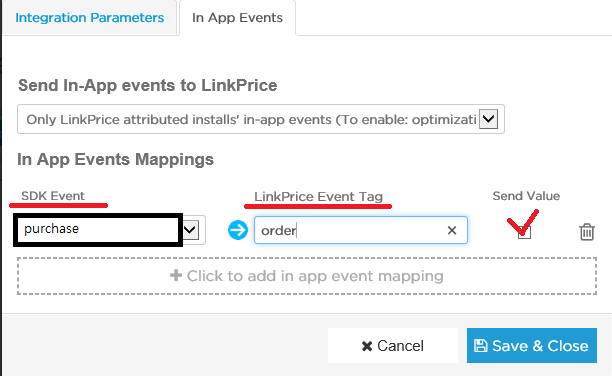 Integration Parameters In App Events
Send In-App events to LinkPrice
Only LinkPrice attributed installs' in-app events (To enable: optimizati
In App Events Mappings
SDK Event LinkPrice Event Tag Send Value
purchase order
Click to add in app event mapping
Cancel Save & Close